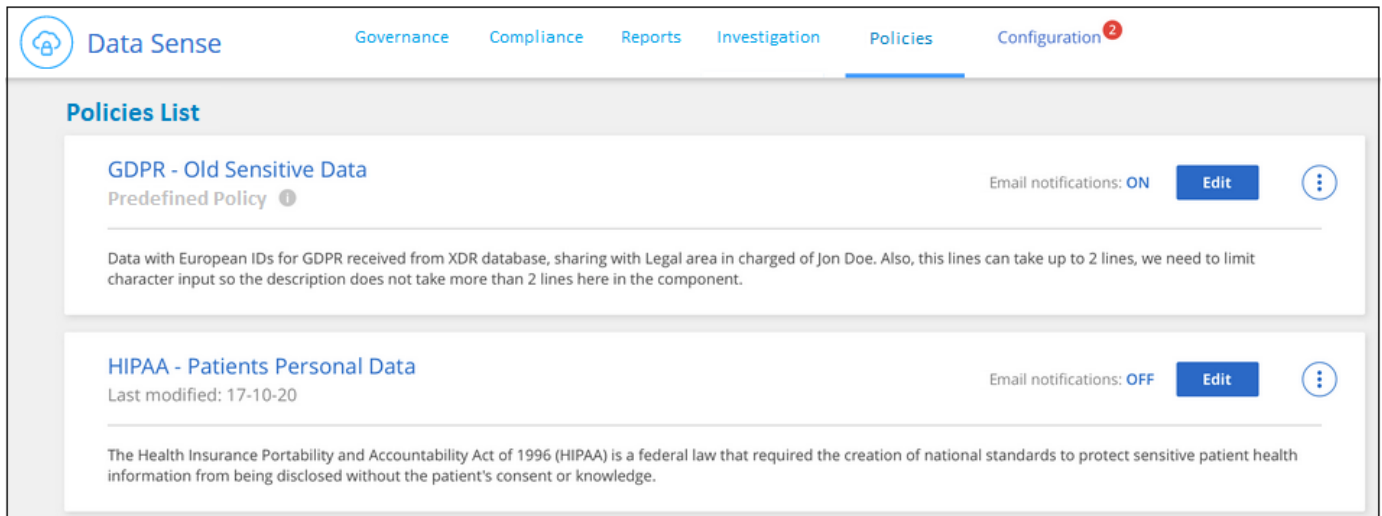 Data Sense Governance Compliance Reports Investigation Policies Configuration 2
Policies List
GDPR - Old Sensitive Data
Predefined Policy i
Email notifications: ON Edit
Data with European IDs for GDPR received from XDR database, sharing with Legal area in charged of Jon Doe. Also, this lines can take up to 2 lines, we need to limit
character input so the description does not take more than 2 lines here in the component.
HIPAA - Patients Personal Data
Last modified: 17-10-20
Email notifications: OFF Edit
The Health Insurance Portability and Accountability Act of 1996 (HIPAA) is a federal law that required the creation of national standards to protect sensitive patient health
information from being disclosed without the patient's consent or knowledge.